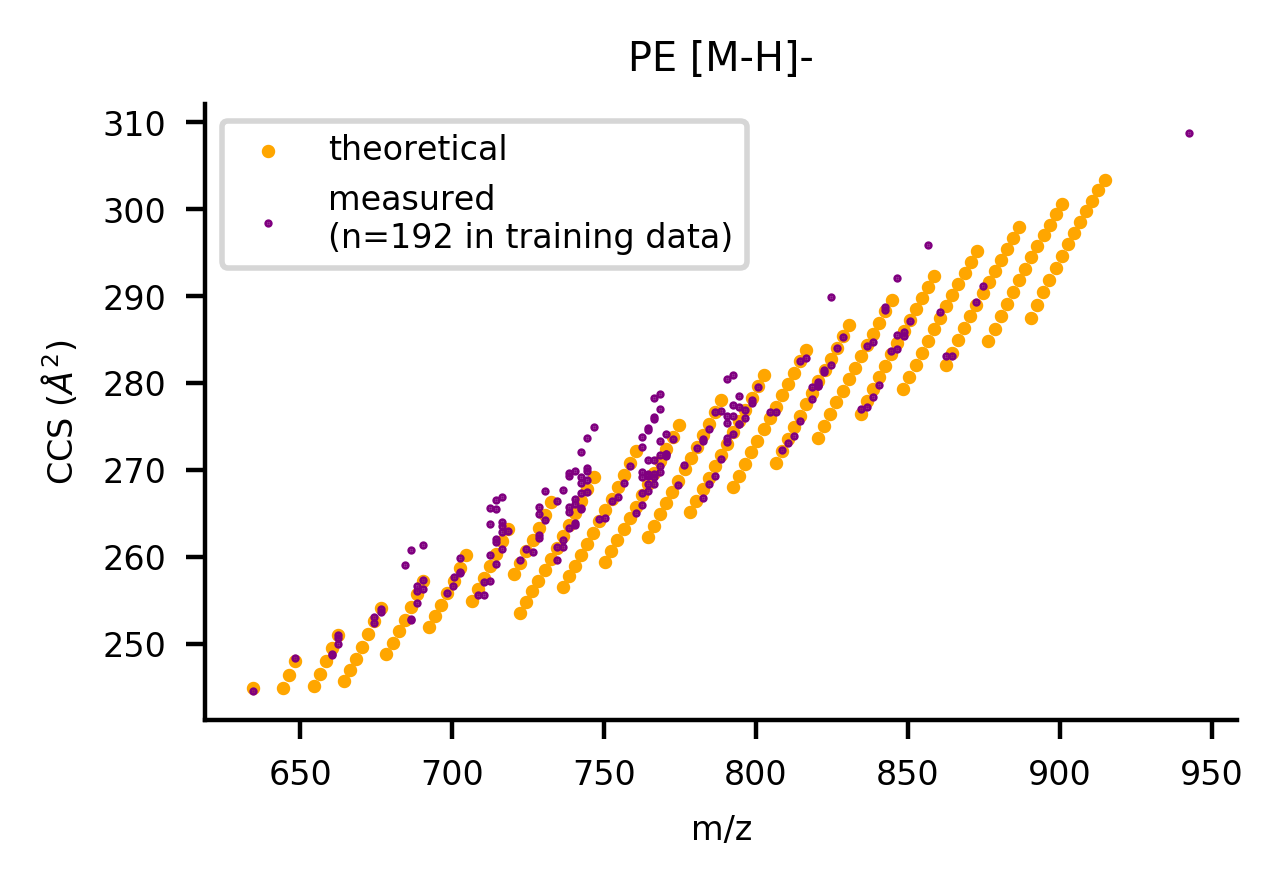 PE [M-H]-
310
300
290
280
270
260
250
CCS (Å²)
theoretical
measured
(n=192 in training data)
650
700
750
800
850
900
950
m/z